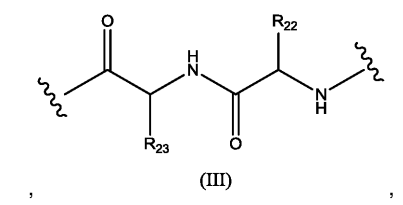 O R₂₂
H
N
N
H
R₂₃ O
, (III) ,